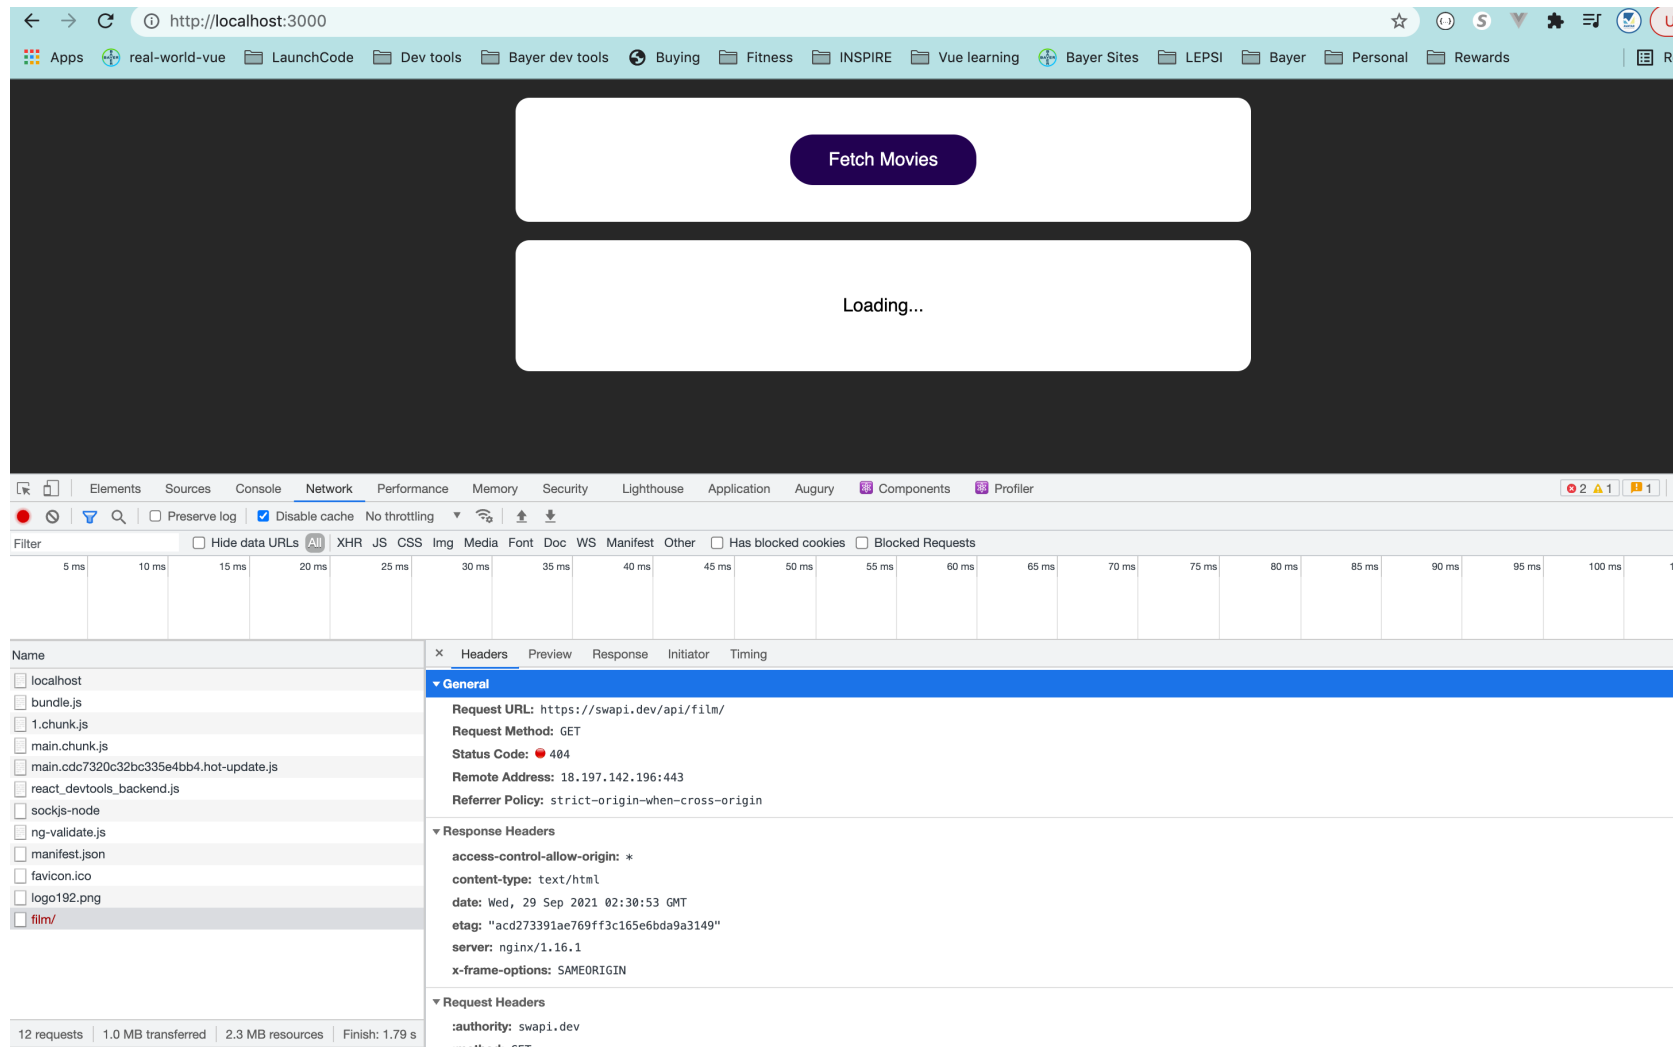 http://localhost:3000
Apps real-world-vue LaunchCode Dev tools Bayer dev tools Buying Fitness INSPIRE Vue learning Bayer Sites LEPSI Bayer Personal Rewards
Fetch Movies
Loading...
Elements Sources Console Network Performance Memory Security Lighthouse Application Augury Components Profiler 2 1 1
Preserve log Disable cache No throttling
Filter Hide data URLs All XHR JS CSS Img Media Font Doc WS Manifest Other Has blocked cookies Blocked Requests
5 ms 10 ms 15 ms 20 ms 25 ms 30 ms 35 ms 40 ms 45 ms 50 ms 55 ms 60 ms 65 ms 70 ms 75 ms 80 ms 85 ms 90 ms 95 ms 100 ms
Name
localhost
bundle.js
1.chunk.js
main.chunk.js
main.cdc7320c32bc335e4bb4.hot-update.js
react_devtools_backend.js
sockjs-node
ng-validate.js
manifest.json
favicon.ico
logo192.png
film/
12 requests 1.0 MB transferred 2.3 MB resources Finish: 1.79 s
× Headers Preview Response Initiator Timing
General
Request URL: https://swapi.dev/api/film/
Request Method: GET
Status Code: 404
Remote Address: 18.197.142.196:443
Referrer Policy: strict-origin-when-cross-origin
Response Headers
access-control-allow-origin: *
content-type: text/html
date: Wed, 29 Sep 2021 02:30:53 GMT
etag: "acd273391ae769ff3c165e6bda9a3149"
server: nginx/1.16.1
x-frame-options: SAMEORIGIN
Request Headers
:authority: swapi.dev